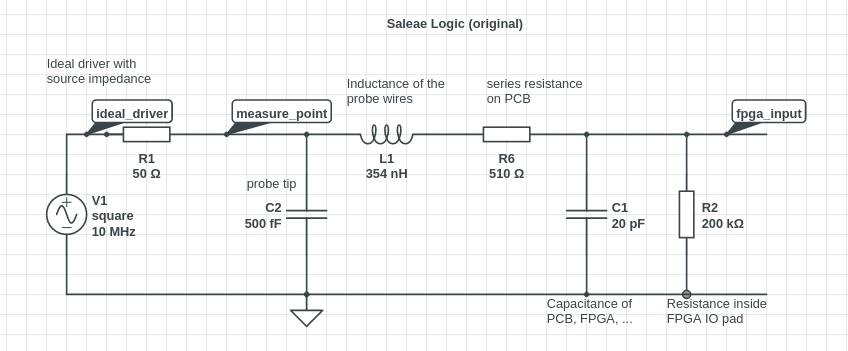 Saleae Logic (original)
Ideal driver with
source impedance
Inductance of the
probe wires
series resistance
on PCB
ideal_driver
measure_point
fpga_input
R1
50 Ω
L1
354 nH
R6
510 Ω
probe tip
V1
square
10 MHz
C2
500 fF
C1
20 pF
R2
200 kΩ
Capacitance of
PCB, FPGA, ...
Resistance inside
FPGA IO pad